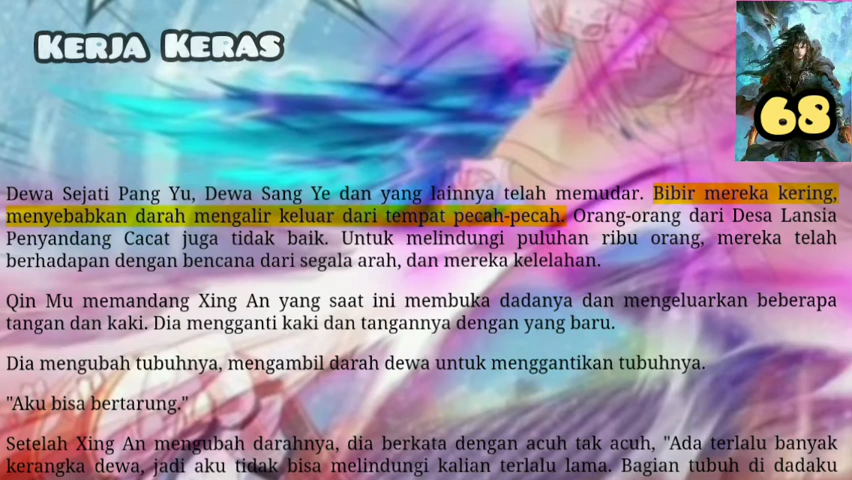 KERJA KERAS
68
Dewa Sejati Pang Yu, Dewa Sang Ye dan yang lainnya telah memudar. Bibir mereka kering,
menyebabkan darah mengalir keluar dari tempat pecah-pecah. Orang-orang dari Desa Lansia
Penyandang Cacat juga tidak baik. Untuk melindungi puluhan ribu orang, mereka telah
berhadapan dengan bencana dari segala arah, dan mereka kelelahan.
Qin Mu memandang Xing An yang saat ini membuka dadanya dan mengeluarkan beberapa
tangan dan kaki. Dia mengganti kaki dan tangannya dengan yang baru.
Dia mengubah tubuhnya, mengambil darah dewa untuk menggantikan tubuhnya.
"Aku bisa bertarung."
Setelah Xing An mengubah darahnya, dia berkata dengan acuh tak acuh, "Ada terlalu banyak
kerangka dewa, jadi aku tidak bisa melindungi kalian terlalu lama. Bagian tubuh di dadaku